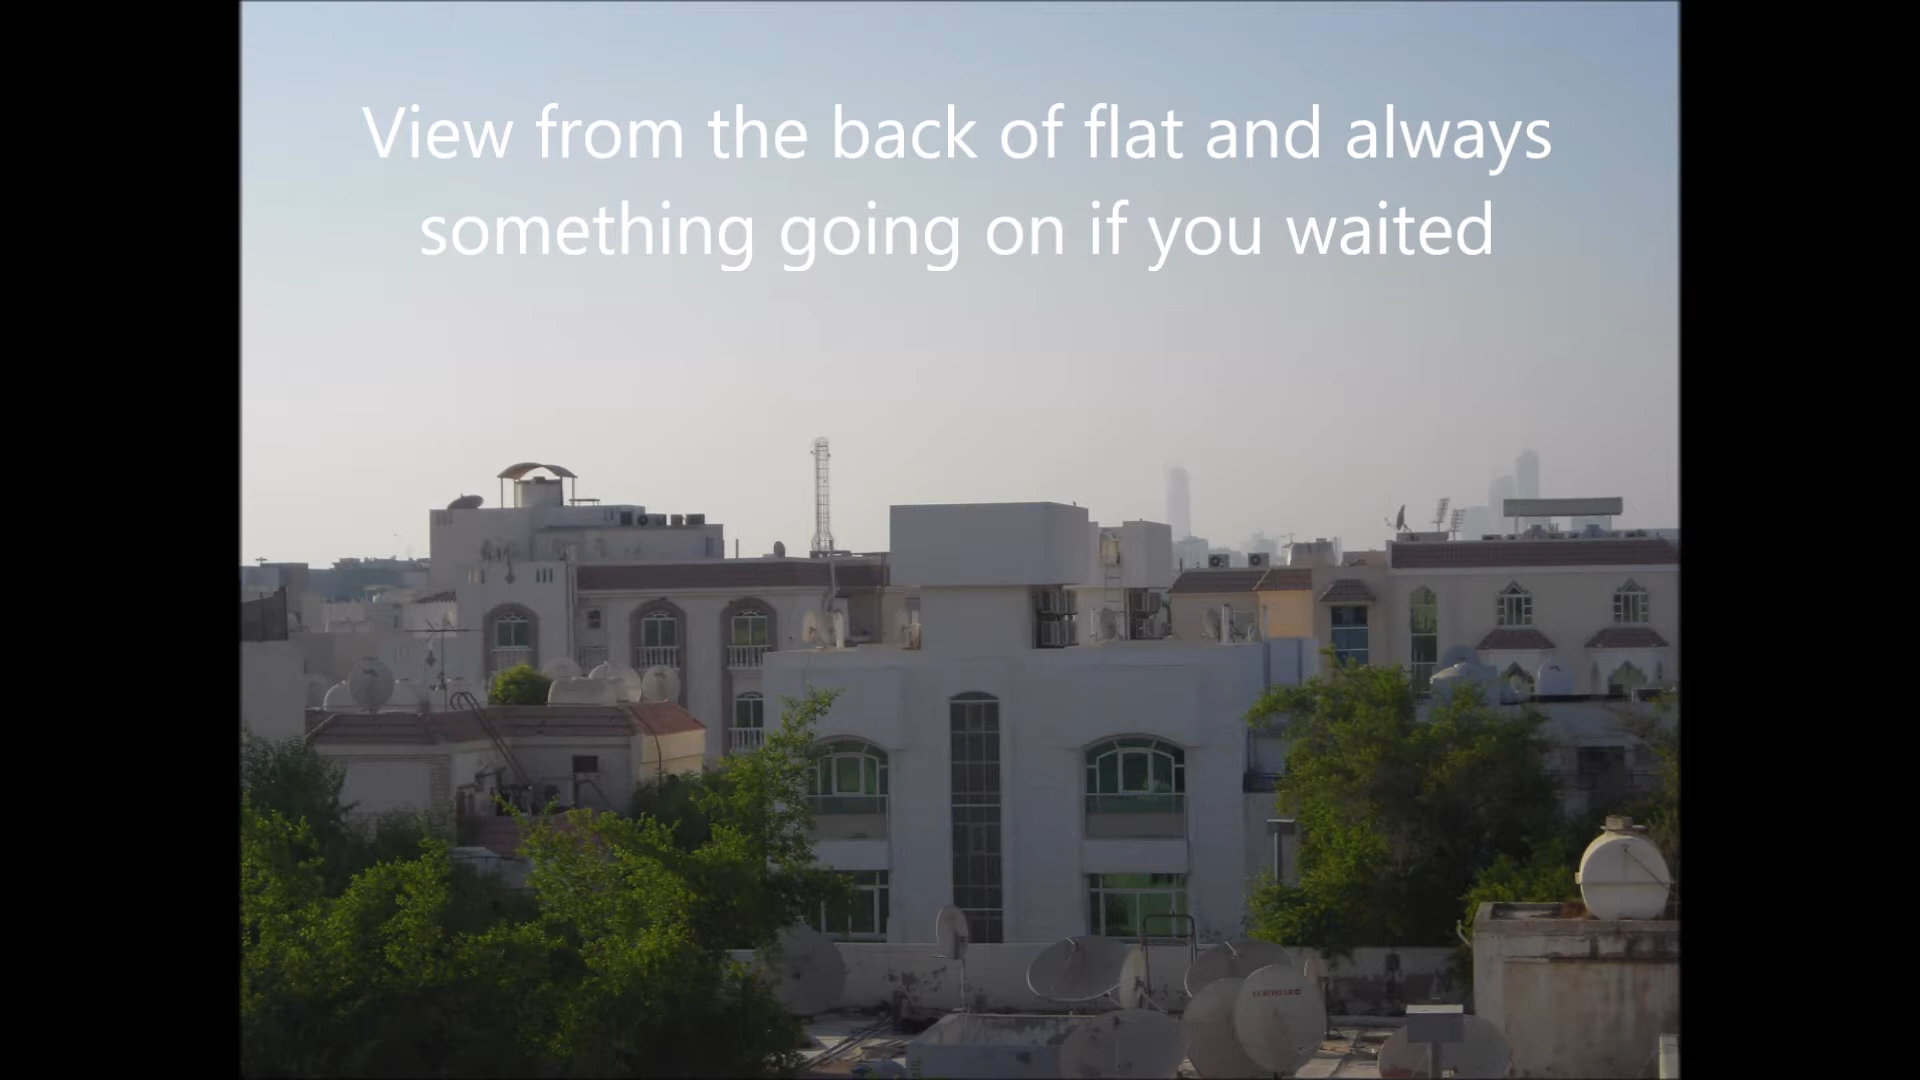 View from the back of flat and always
something going on if you waited